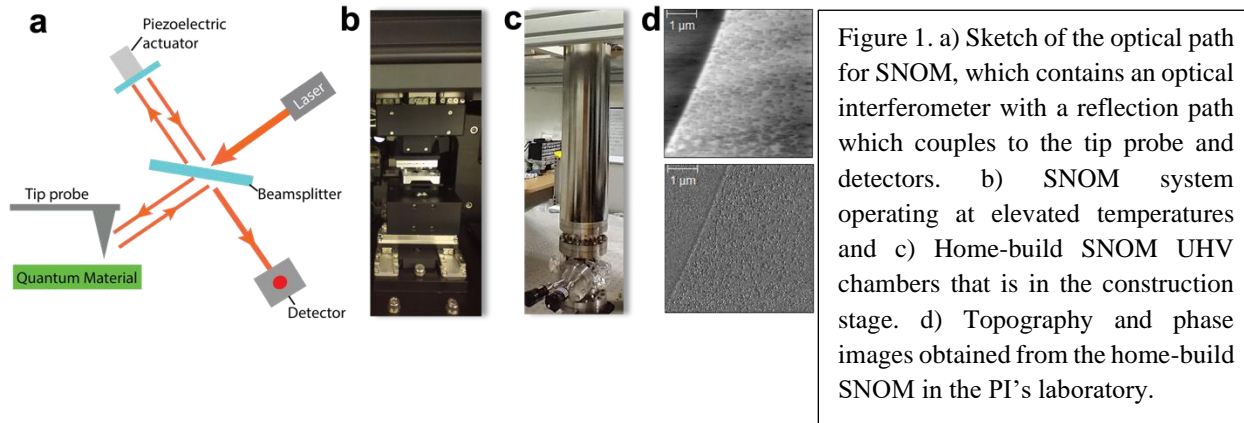 a
Piezoelectric
actuator
Laser
Beamsplitter
Tip probe
Quantum Material
Detector
b
c
d
1 µm
1 µm
Figure 1. a) Sketch of the optical path
for SNOM, which contains an optical
interferometer with a reflection path
which couples to the tip probe and
detectors. b) SNOM system
operating at elevated temperatures
and c) Home-build SNOM UHV
chambers that is in the construction
stage. d) Topography and phase
images obtained from the home-build
SNOM in the PI’s laboratory.